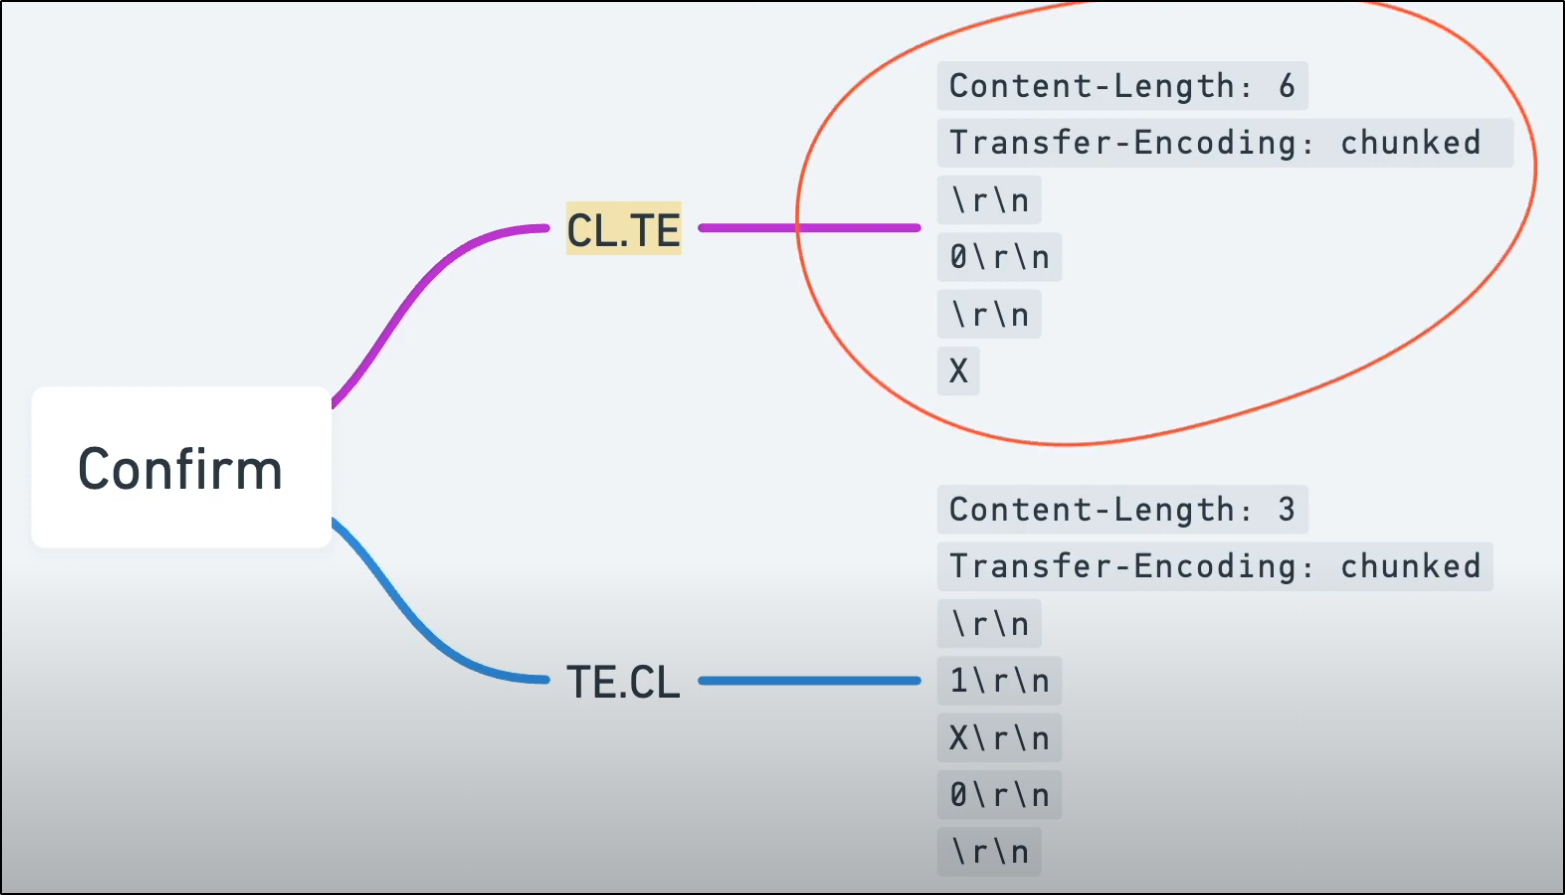 Confirm
CL.TE
Content-Length: 6
Transfer-Encoding: chunked
\r\n
0\r\n
\r\n
X
TE.CL
Content-Length: 3
Transfer-Encoding: chunked
\r\n
1\r\n
X\r\n
0\r\n
\r\n